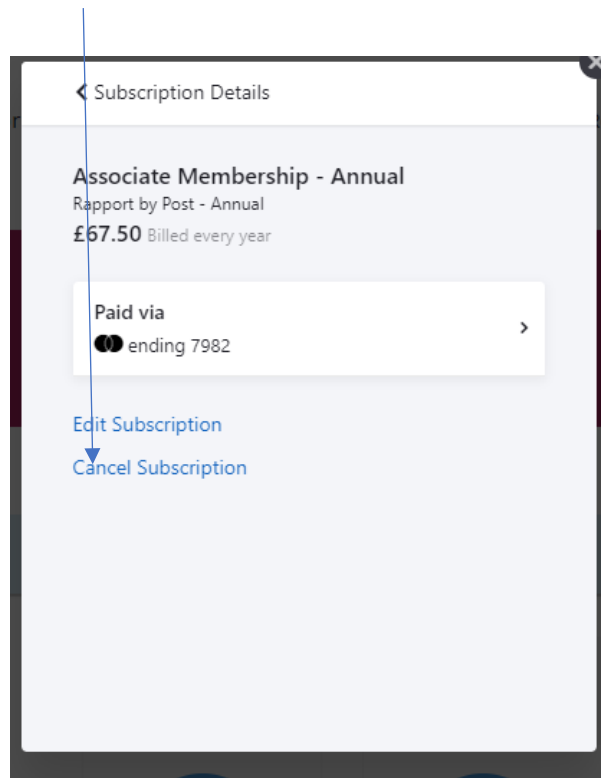 Subscription Details
Associate Membership - Annual
Rapport by Post - Annual
£67.50 Billed every year
Paid via
ending 7982
Edit Subscription
Cancel Subscription